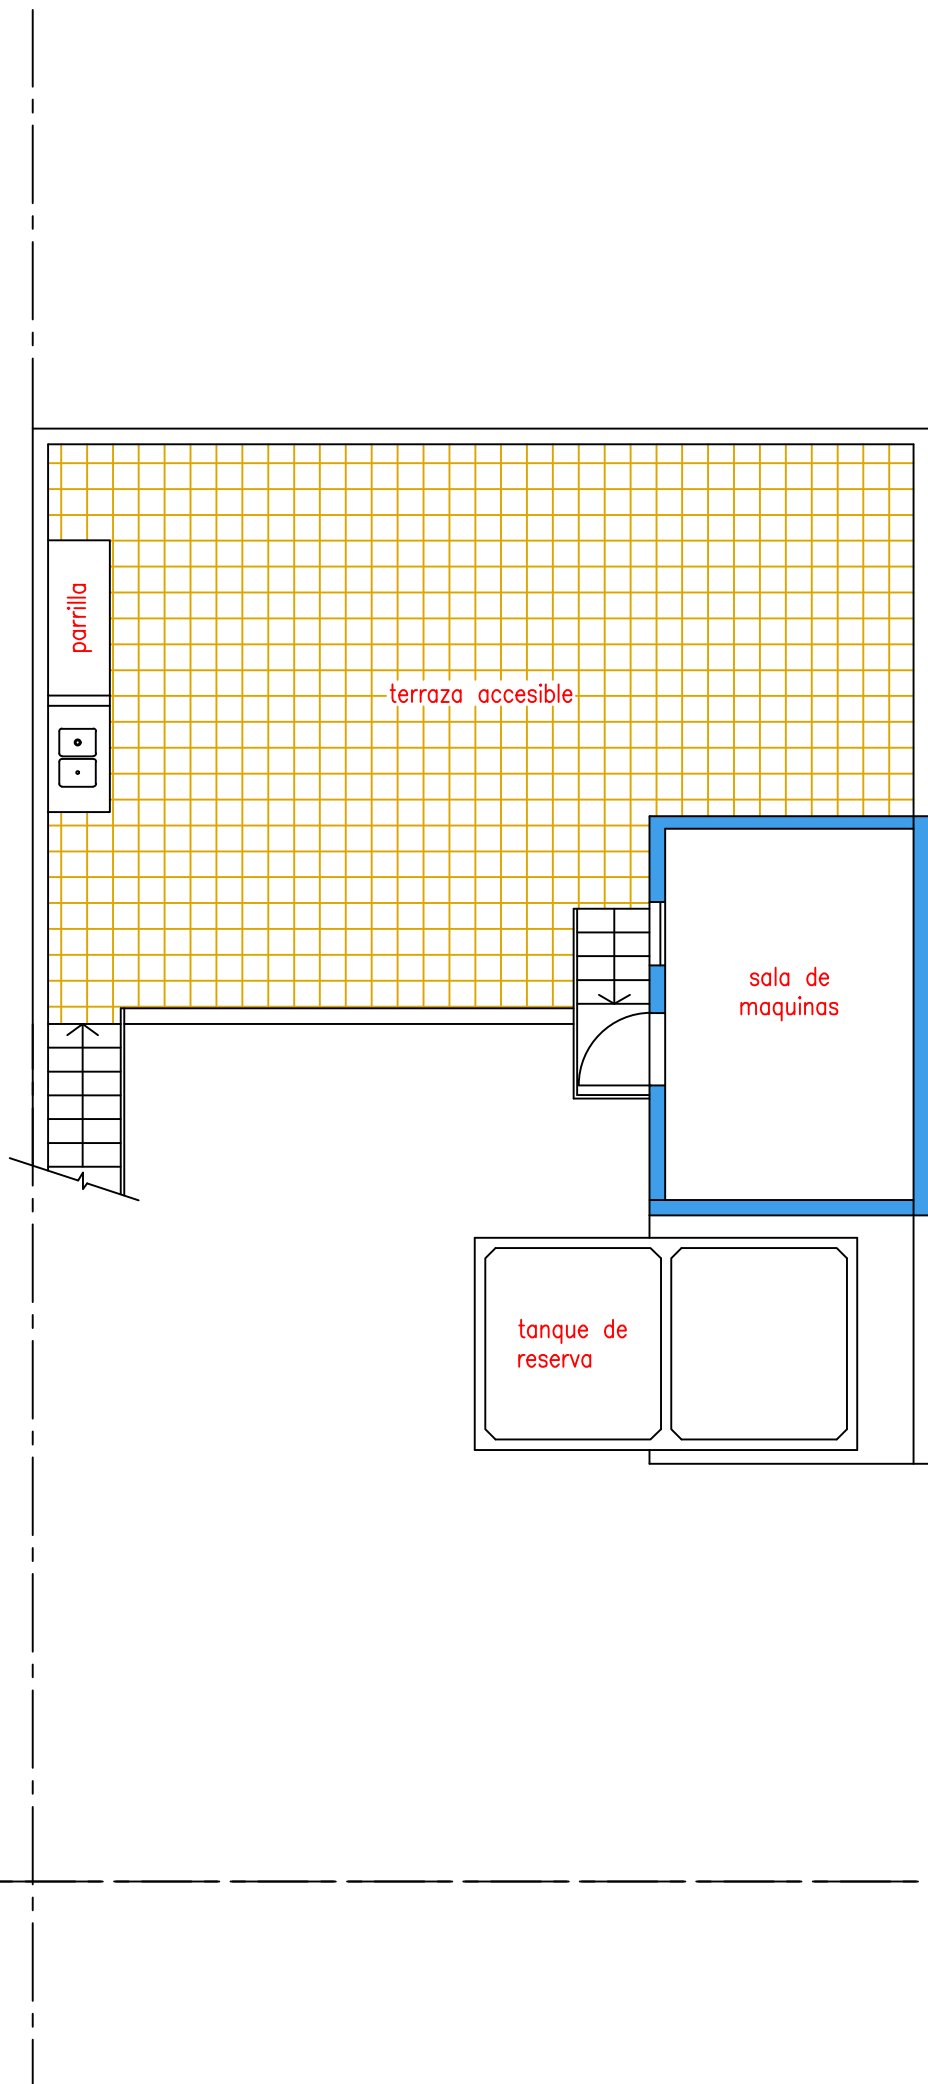 parrilla
terraza accesible
sala de
maquinas
tanque de
reserva